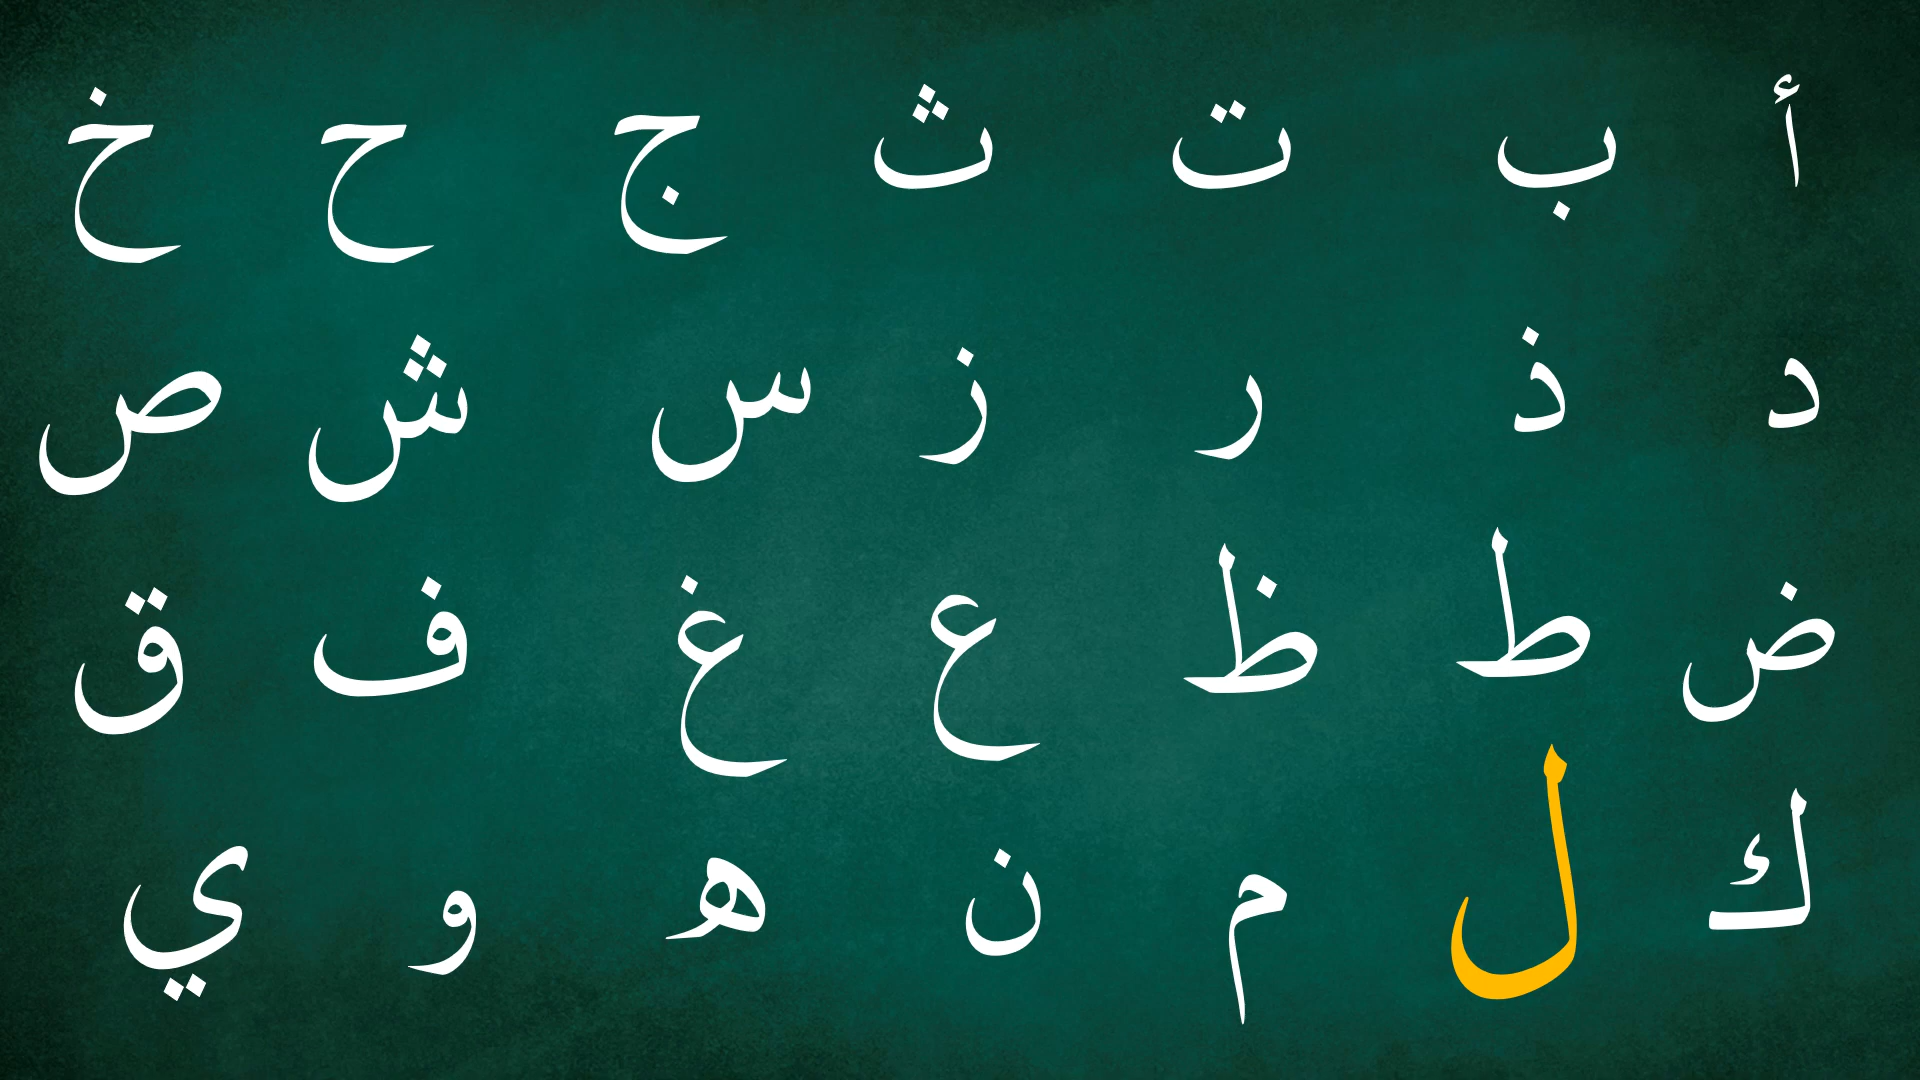 أ ب ت ث ج ح خ
د ذ ر ز س ش ص
ض ط ظ ع غ ف ق
ك ل م ن ه و ي